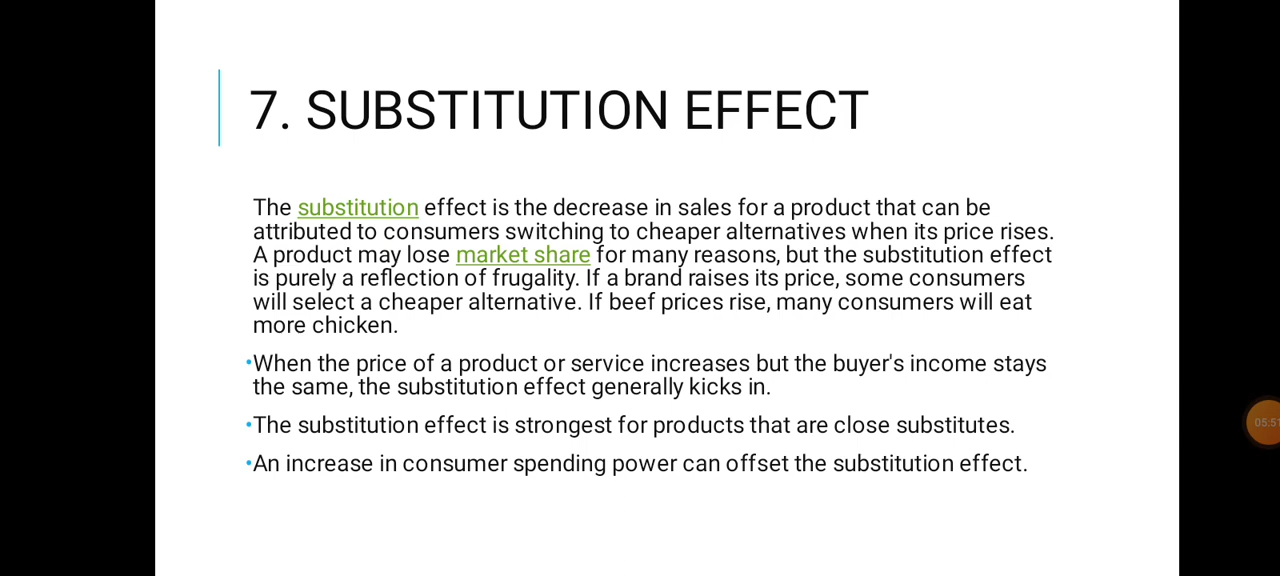 7. SUBSTITUTION EFFECT
The substitution effect is the decrease in sales for a product that can be
attributed to consumers switching to cheaper alternatives when its price rises.
A product may lose market share for many reasons, but the substitution effect
is purely a reflection of frugality. If a brand raises its price, some consumers
will select a cheaper alternative. If beef prices rise, many consumers will eat
more chicken.
•When the price of a product or service increases but the buyer's income stays
the same, the substitution effect generally kicks in.
•The substitution effect is strongest for products that are close substitutes.
•An increase in consumer spending power can offset the substitution effect.